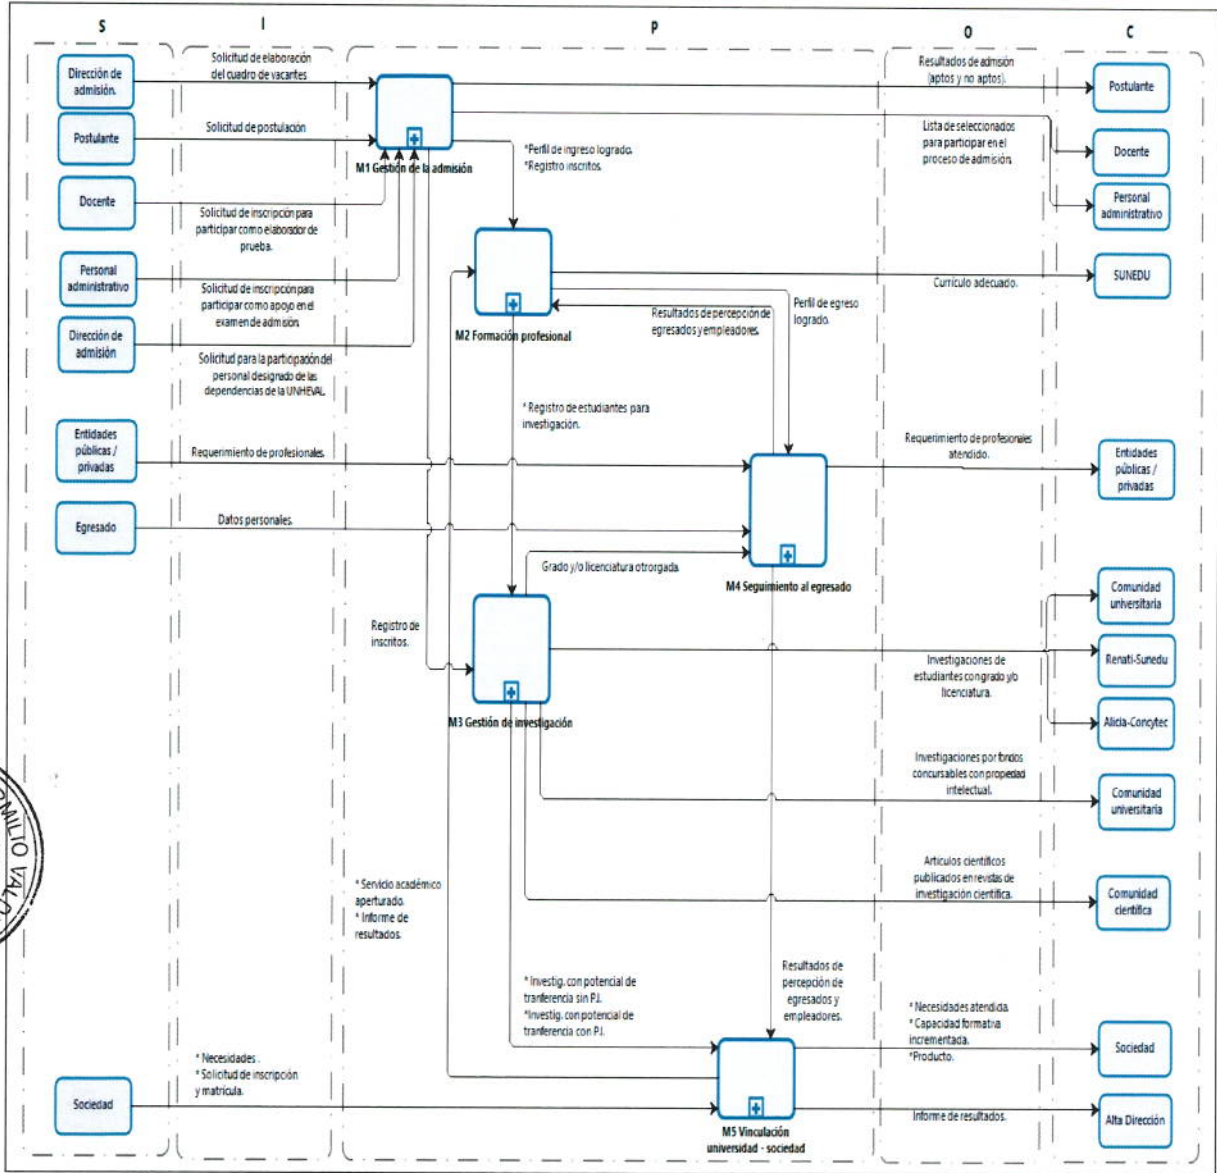 S
I
P
O
C
Dirección de
admisión.
Solicitud de elaboración
del cuadro de vacantes
Resultados de admisión
(aptos y no aptos).
Postulante
Postulante
Solicitud de postulación
M1 Gestión de la admisión
*Perfil de ingreso logrado.
*Registro inscritos.
Lista de seleccionados
para participar en el
proceso de admisión.
Docente
Personal
administrativo
Docente
Solicitud de inscripción para
participar como elaborador de
prueba.
Personal
administrativo
Solicitud de inscripción para
participar como apoyo en el
examen de admisión.
Dirección de
admisión
Solicitud para la participación del
personal designado de las
dependencias de la UNHEVAL.
M2 Formación profesional
Resultados de percepción de
egresados y empleadores.
Perfil de egreso
logrado.
Currículo adecuado.
SUNEDU
* Registro de estudiantes para
investigación.
Entidades
públicas /
privadas
Requerimiento de profesionales.
Requerimiento de profesionales
atendido.
Entidades
públicas /
privadas
Egresado
Datos personales.
Grado y/o licenciatura otrorgada.
M4 Seguimiento al egresado
Registro de
inscritos.
M3 Gestión de investigación
Comunidad
universitaria
Renati-Sunedu
Alicia-Concytec
Investigaciones de
estudiantes con grado y/o
licenciatura.
Investigaciones por fondos
concursables con propiedad
intelectual.
Comunidad
universitaria
Artículos científicos
publicados en revistas de
investigación científica.
Comunidad
científica
* Servicio académico
aperturado.
* Informe de
resultados.
* Investig. con potencial de
tranferencia sin P.I.
*Investig. con potencial de
tranferencia con P.I.
Resultados de
percepción de
egresados y
empleadores.
* Necesidades atendida.
* Capacidad formativa
incrementada.
*Producto.
Sociedad
Sociedad
* Necesidades .
* Solicitud de inscripción
y matrícula.
M5 Vinculación
universidad - sociedad
Informe de resultados.
Alta Dirección